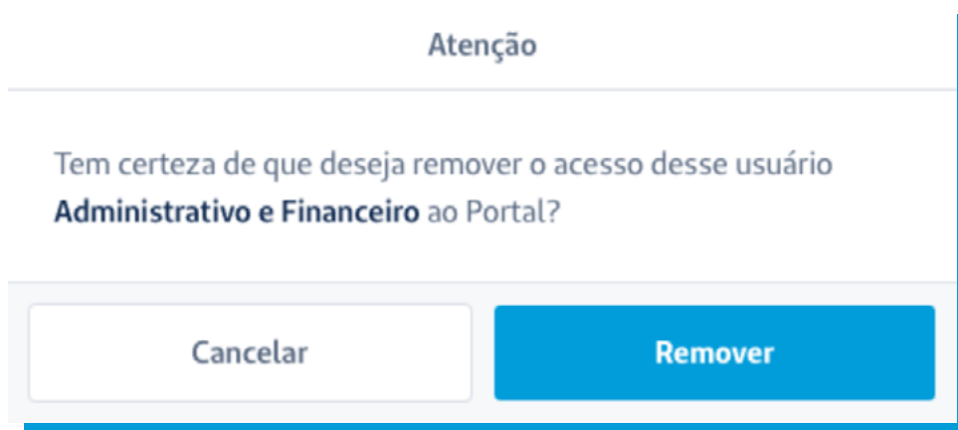 Atenção
Tem certeza de que deseja remover o acesso desse usuário
Administrativo e Financeiro ao Portal?
Cancelar
Remover